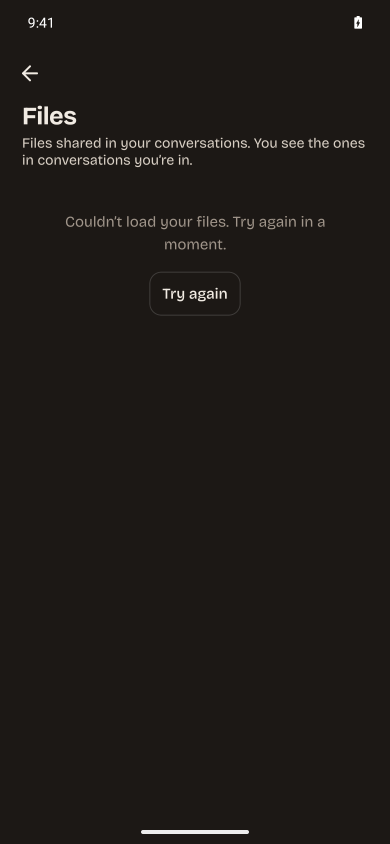 9:41
Files
Files shared in your conversations. You see the ones
in conversations you're in.
Couldn't load your files. Try again in a
moment.
Try again